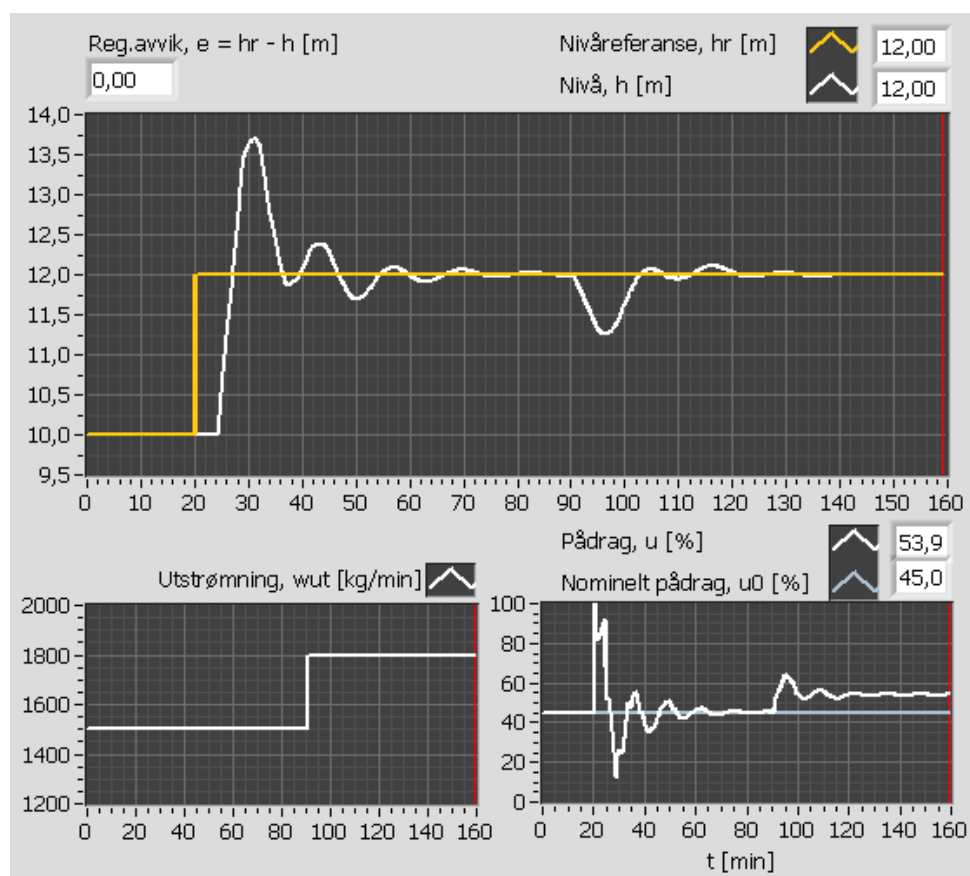 Reg.avvik, e = hr - h [m]
0,00
Nivåreferanse, hr [m]
12,00
Nivå, h [m]
12,00
14,0
13,5
13,0
12,5
12,0
11,5
11,0
10,5
10,0
9,5
0 10 20 30 40 50 60 70 80 90 100 110 120 130 140 150 160
Utstrømning, wut [kg/min]
2000
1800
1600
1400
1200
0 20 40 60 80 100 120 140 160
Pådrag, u [%]
53,9
Nominelt pådrag, u0 [%]
45,0
100
80
60
40
20
0
0 20 40 60 80 100 120 140 160
t [min]